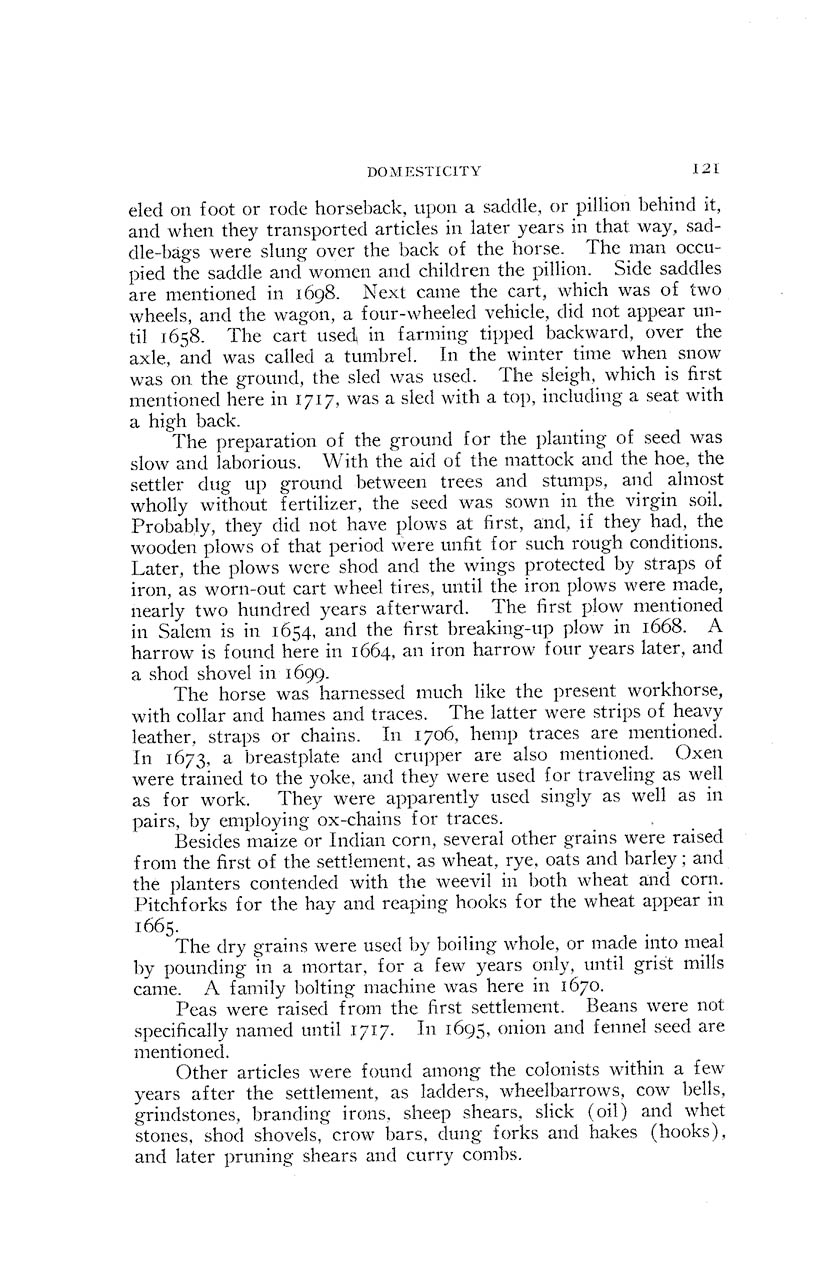 DOMESTICITY 121
eled on foot or rode horseback, upon a saddle, or pillion behind it,
and when they transported articles in later years in that way, sad-
dle-bags were slung over the back of the horse. The man occu-
pied the saddle and women and children the pillion. Side saddles
are mentioned in 1698. Next came the cart, which was of two
wheels, and the wagon, a four-wheeled vehicle, did not appear un-
til 1658. The cart used in farming tipped backward, over the
axle, and was called a tumbrel. In the winter time when snow
was on the ground, the sled was used. The sleigh, which is first
mentioned here in 1717, was a sled with a top, including a seat with
a high back.
The preparation of the ground for the planting of seed was
slow and laborious. With the aid of the mattock and the hoe, the
settler dug up ground between trees and stumps, and almost
wholly without fertilizer, the seed was sown in the virgin soil.
Probably, they did not have plows at first, and, if they had, the
wooden plows of that period were unfit for such rough conditions.
Later, the plows were shod and the wings protected by straps of
iron, as worn-out cart wheel tires, until the iron plows were made,
nearly two hundred years afterward. The first plow mentioned
in Salem is in 1654, and the first breaking-up plow in 1668. A
harrow is found here in 1664, an iron harrow four years later, and
a shod shovel in 1699.
The horse was harnessed much like the present workhorse,
with collar and hames and traces. The latter were strips of heavy
leather, straps or chains. In 1706, hemp traces are mentioned.
In 1673, a breastplate and crupper are also mentioned. Oxen
were trained to the yoke, and they were used for traveling as well
as for work. They were apparently used singly as well as in
pairs, by employing ox-chains for traces.
Besides maize or Indian corn, several other grains were raised
from the first of the settlement, as wheat, rye, oats and barley; and
the planters contended with the weevil in both wheat and corn.
Pitchforks for the hay and reaping hooks for the wheat appear in
1665.
The dry grains were used by boiling whole, or made into meal
by pounding in a mortar, for a few years only, until grist mills
came. A family bolting machine was here in 1670.
Peas were raised from the first settlement. Beans were not
specifically named until 1717. In 1695, onion and fennel seed are
mentioned.
Other articles were found among the colonists within a few
years after the settlement, as ladders, wheelbarrows, cow bells,
grindstones, branding irons, sheep shears, slick (oil) and whet
stones, shod shovels, crow bars, dung forks and hakes (hooks),
and later pruning shears and curry combs.